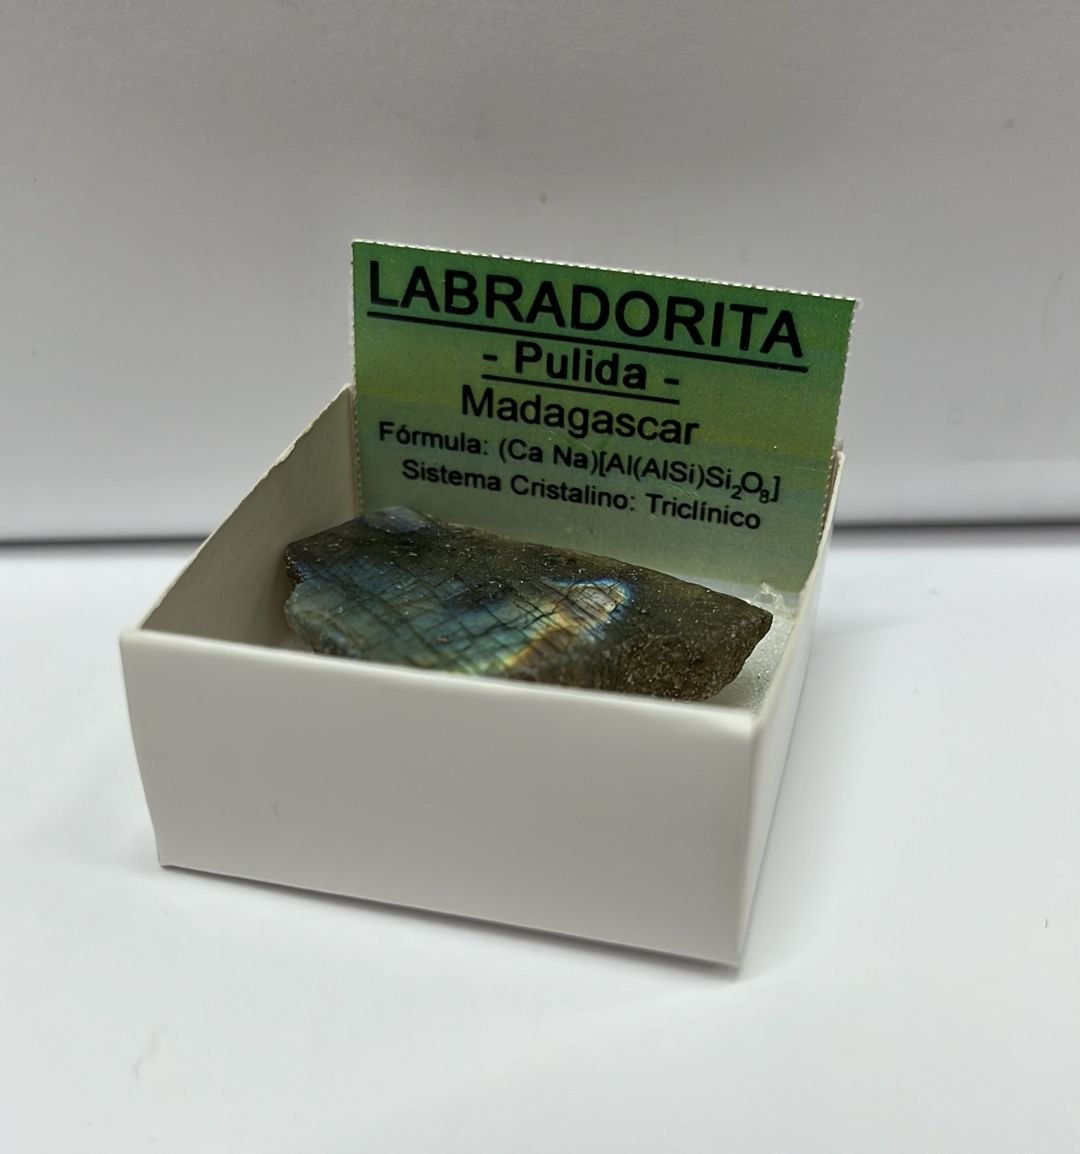 LABRADORITA
- Pulida -
Madagascar
Fórmula: (Ca Na)[Al(AlSi)Si₂O₈]
Sistema Cristalino: Triclínico